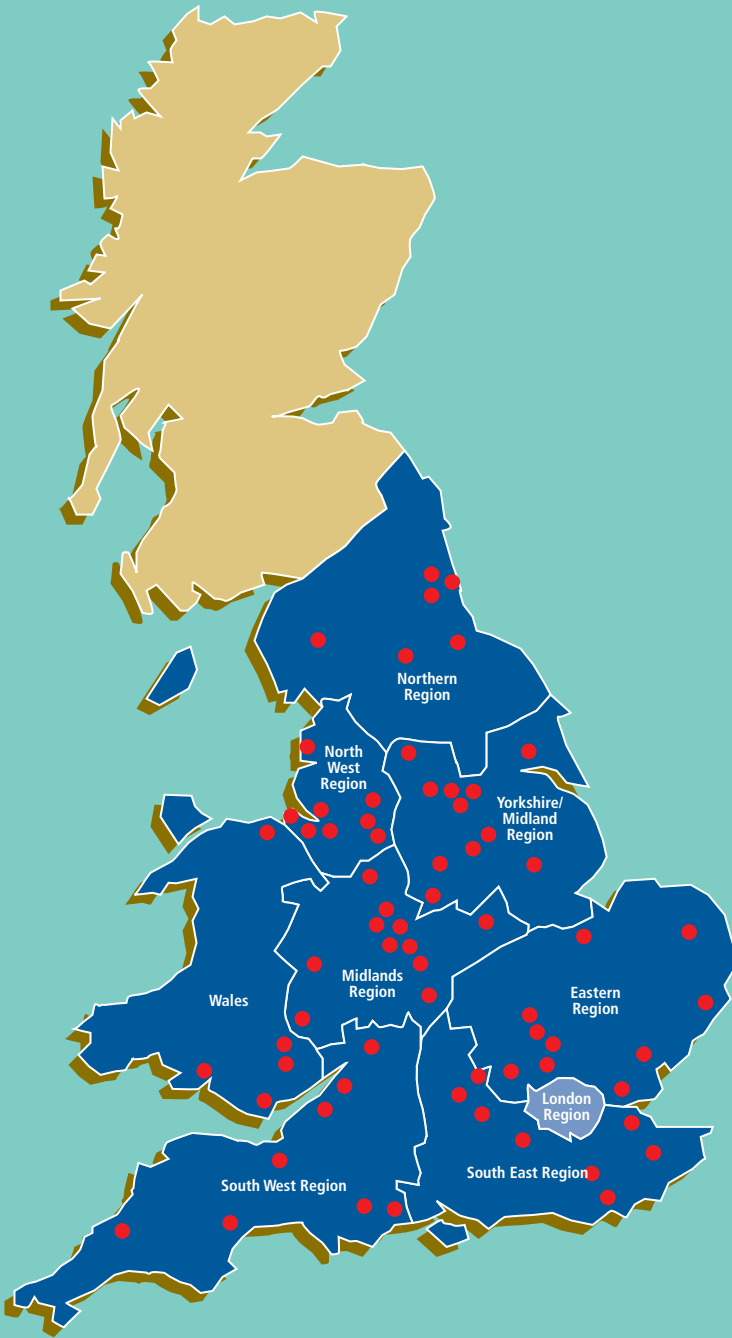 Northern
Region
North
West
Region
Yorkshire/
Midland
Region
Midlands
Region
Wales
Eastern
Region
London
Region
South East Region
South West Region